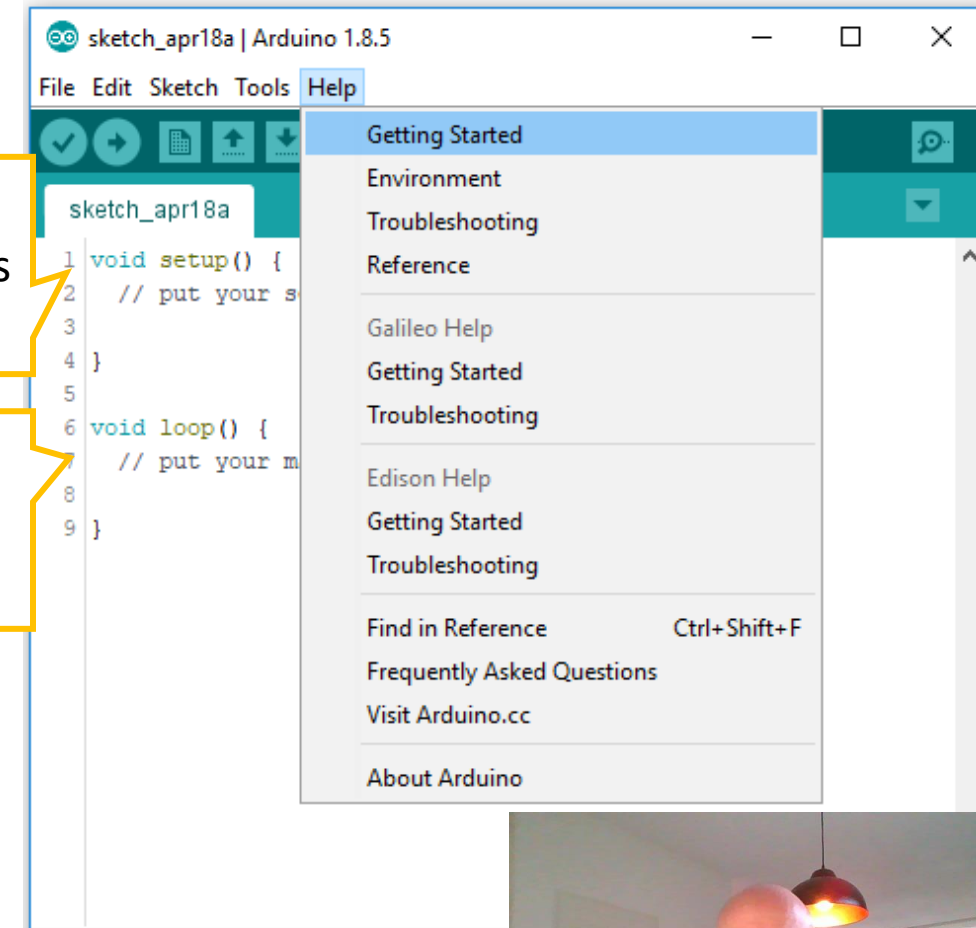 sketch_apr18a | Arduino 1.8.5
File Edit Sketch Tools Help
sketch_apr18a
s
1 void setup() {
2 // put your s
3
4 }
5
6 void loop() {
7 // put your m
8
9 }
Getting Started
Environment
Troubleshooting
Reference
Galileo Help
Getting Started
Troubleshooting
Edison Help
Getting Started
Troubleshooting
Find in Reference Ctrl+Shift+F
Frequently Asked Questions
Visit Arduino.cc
About Arduino